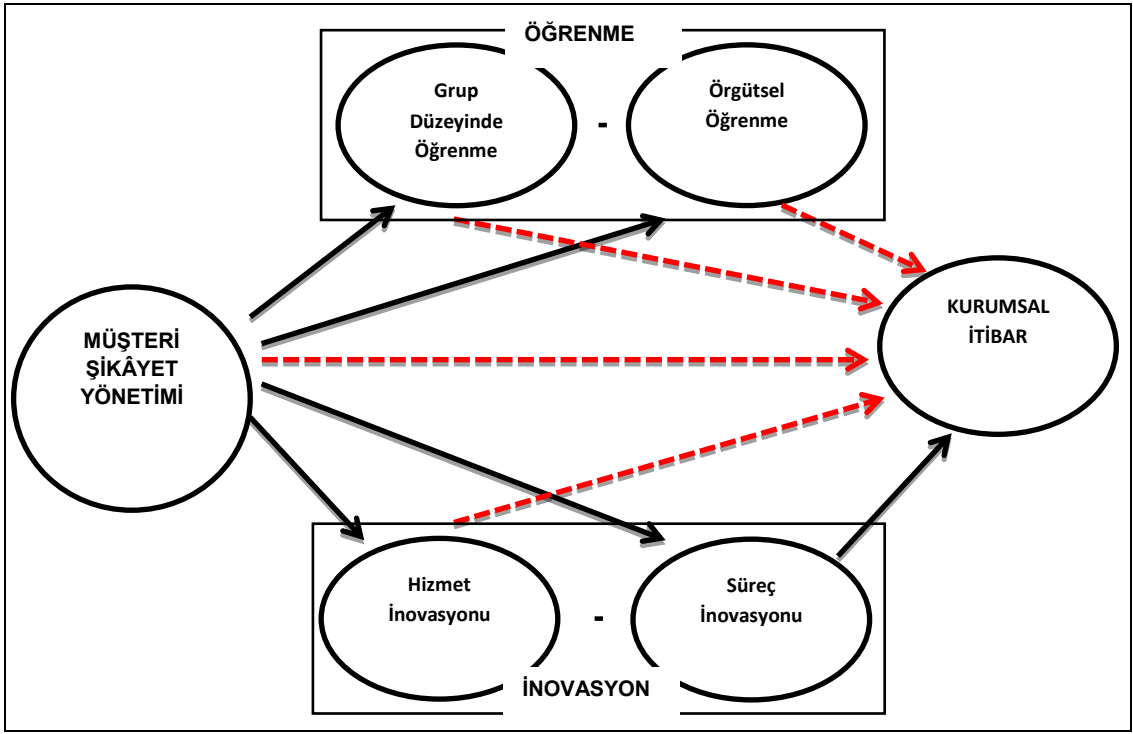 ÖĞRENME
Grup
Düzeyinde
Öğrenme
-
Örgütsel
Öğrenme
MÜŞTERİ
ŞİKÂYET
YÖNETİMİ
KURUMSAL
İTİBAR
Hizmet
İnovasyonu
-
Süreç
İnovasyonu
İNOVASYON